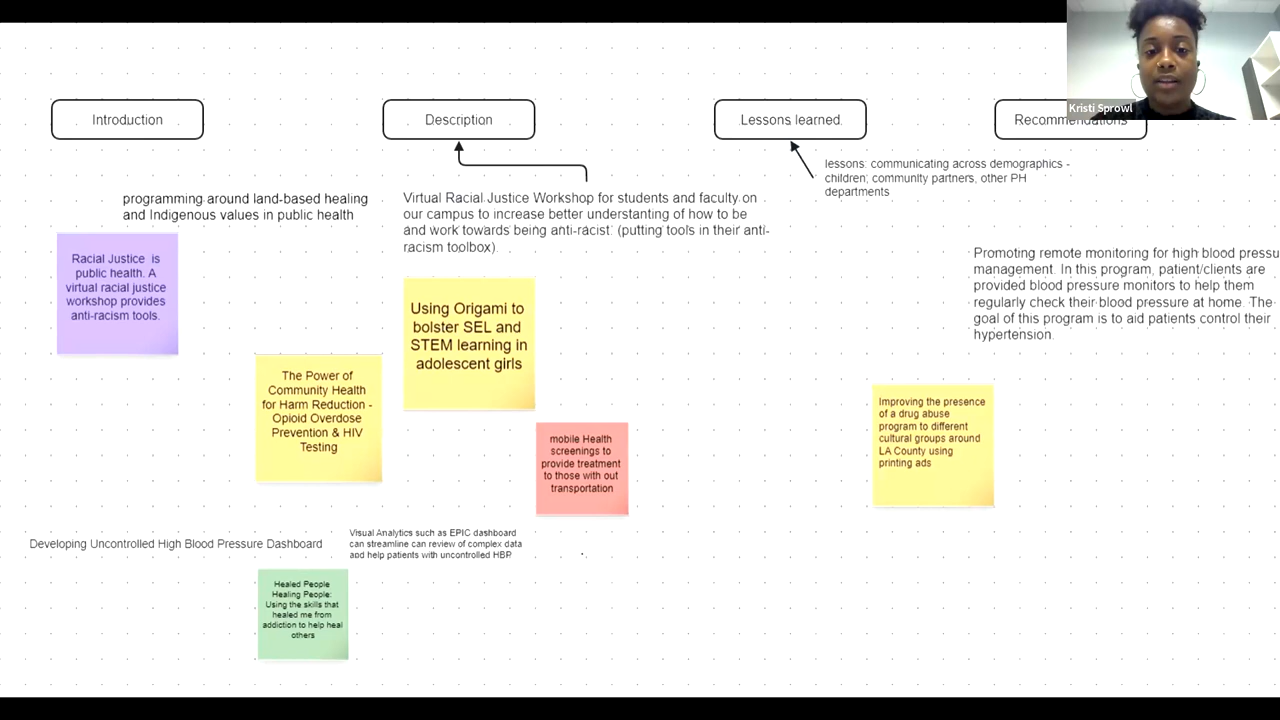 Kristi Sprowl
Introduction
Description
Lessons learned.
Recommendations
lessons: communicating across demographics -
children, community partners, other PH
departments
programming around land-based healing
and Indigenous values in public health
Virtual Racial Justice Workshop for students and faculty on
our campus to increase better understanding of how to be
and work towards being anti-racist. (putting tools in their anti-
racism toolbox).
Racial Justice is
public health. A
virtual racial justice
workshop provides
anti-racism tools.
Promoting remote monitoring for high blood pressu
management. In this program, patient/clients are
provided blood pressure monitors to help them
regularly check their blood pressure at home. The
goal of this program is to aid patients control their
hypertension.
Using Origami to
bolster SEL and
STEM learning in
adolescent girls
The Power of
Community Health
for Harm Reduction -
Opioid Overdose
Prevention & HIV
Testing
Improving the presence
of a drug abuse
program to different
cultural groups around
LA County using
printing ads
mobile Health
screenings to
provide treatment
to those with out
transportation
Developing Uncontrolled High Blood Pressure Dashboard
Visual Analytics such as EPIC dashboard
can streamline can review of complex data
and help patients with uncontrolled HBP.
Healed People
Healing People:
Using the skills that
healed me from
addiction to help heal
others